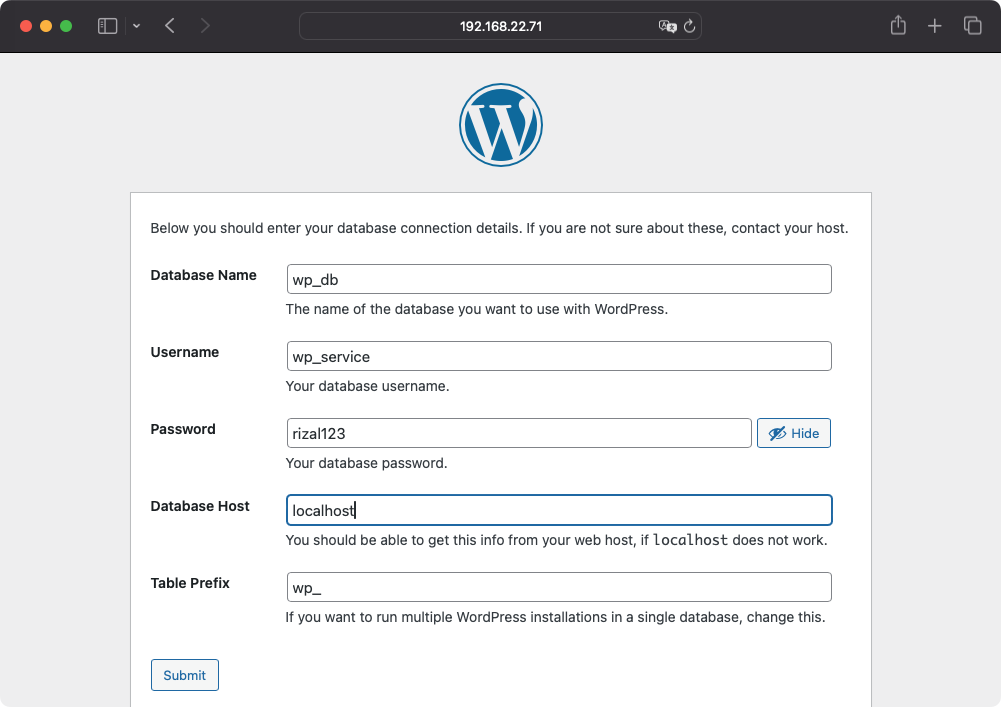 192.168.22.71
Below you should enter your database connection details. If you are not sure about these, contact your host.
Database Name
wp_db
The name of the database you want to use with WordPress.
Username
wp_service
Your database username.
Password
rizal123
Hide
Your database password.
Database Host
localhost
You should be able to get this info from your web host, if localhost does not work.
Table Prefix
wp_
If you want to run multiple WordPress installations in a single database, change this.
Submit